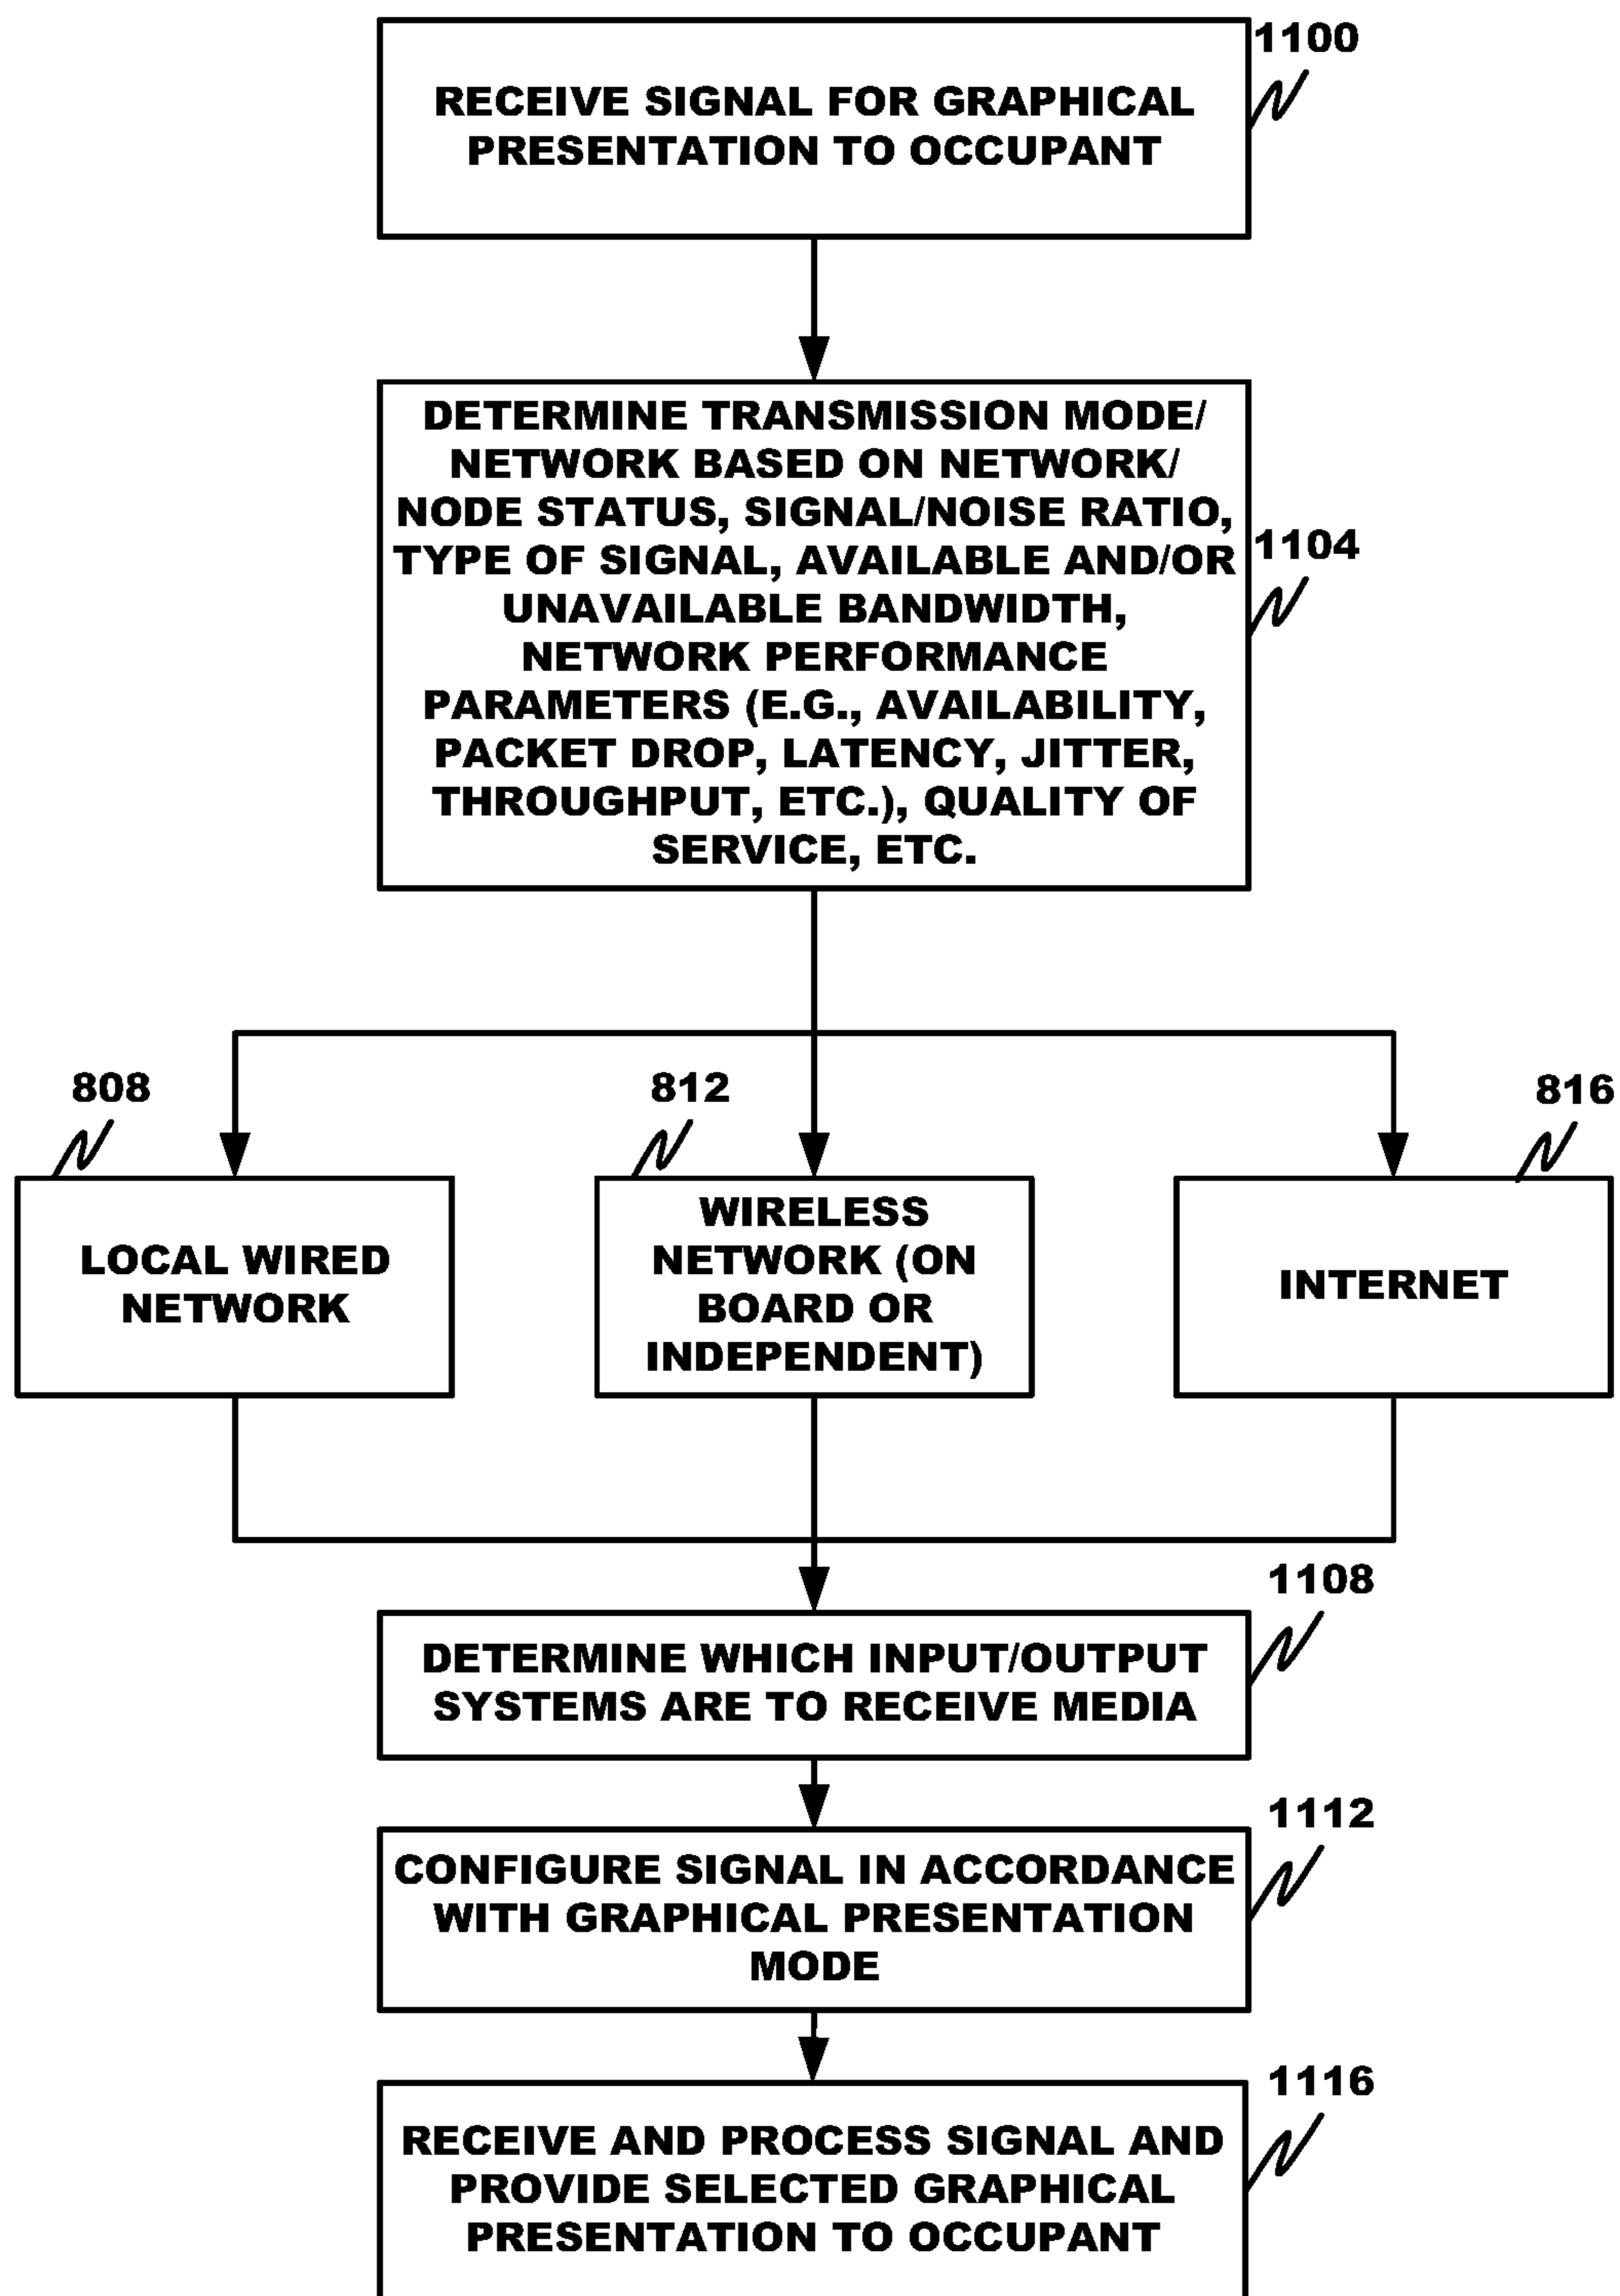 1100
RECEIVE SIGNAL FOR GRAPHICAL
PRESENTATION TO OCCUPANT
DETERMINE TRANSMISSION MODE/
NETWORK BASED ON NETWORK/
NODE STATUS, SIGNAL/NOISE RATIO,
TYPE OF SIGNAL, AVAILABLE AND/OR
UNAVAILABLE BANDWIDTH,
NETWORK PERFORMANCE
PARAMETERS (E.G., AVAILABILITY,
PACKET DROP, LATENCY, JITTER,
THROUGHPUT, ETC.), QUALITY OF
SERVICE, ETC.
1104
808
812
816
LOCAL WIRED
NETWORK
WIRELESS
NETWORK (ON
BOARD OR
INDEPENDENT)
INTERNET
1108
DETERMINE WHICH INPUT/OUTPUT
SYSTEMS ARE TO RECEIVE MEDIA
1112
CONFIGURE SIGNAL IN ACCORDANCE
WITH GRAPHICAL PRESENTATION
MODE
1116
RECEIVE AND PROCESS SIGNAL AND
PROVIDE SELECTED GRAPHICAL
PRESENTATION TO OCCUPANT